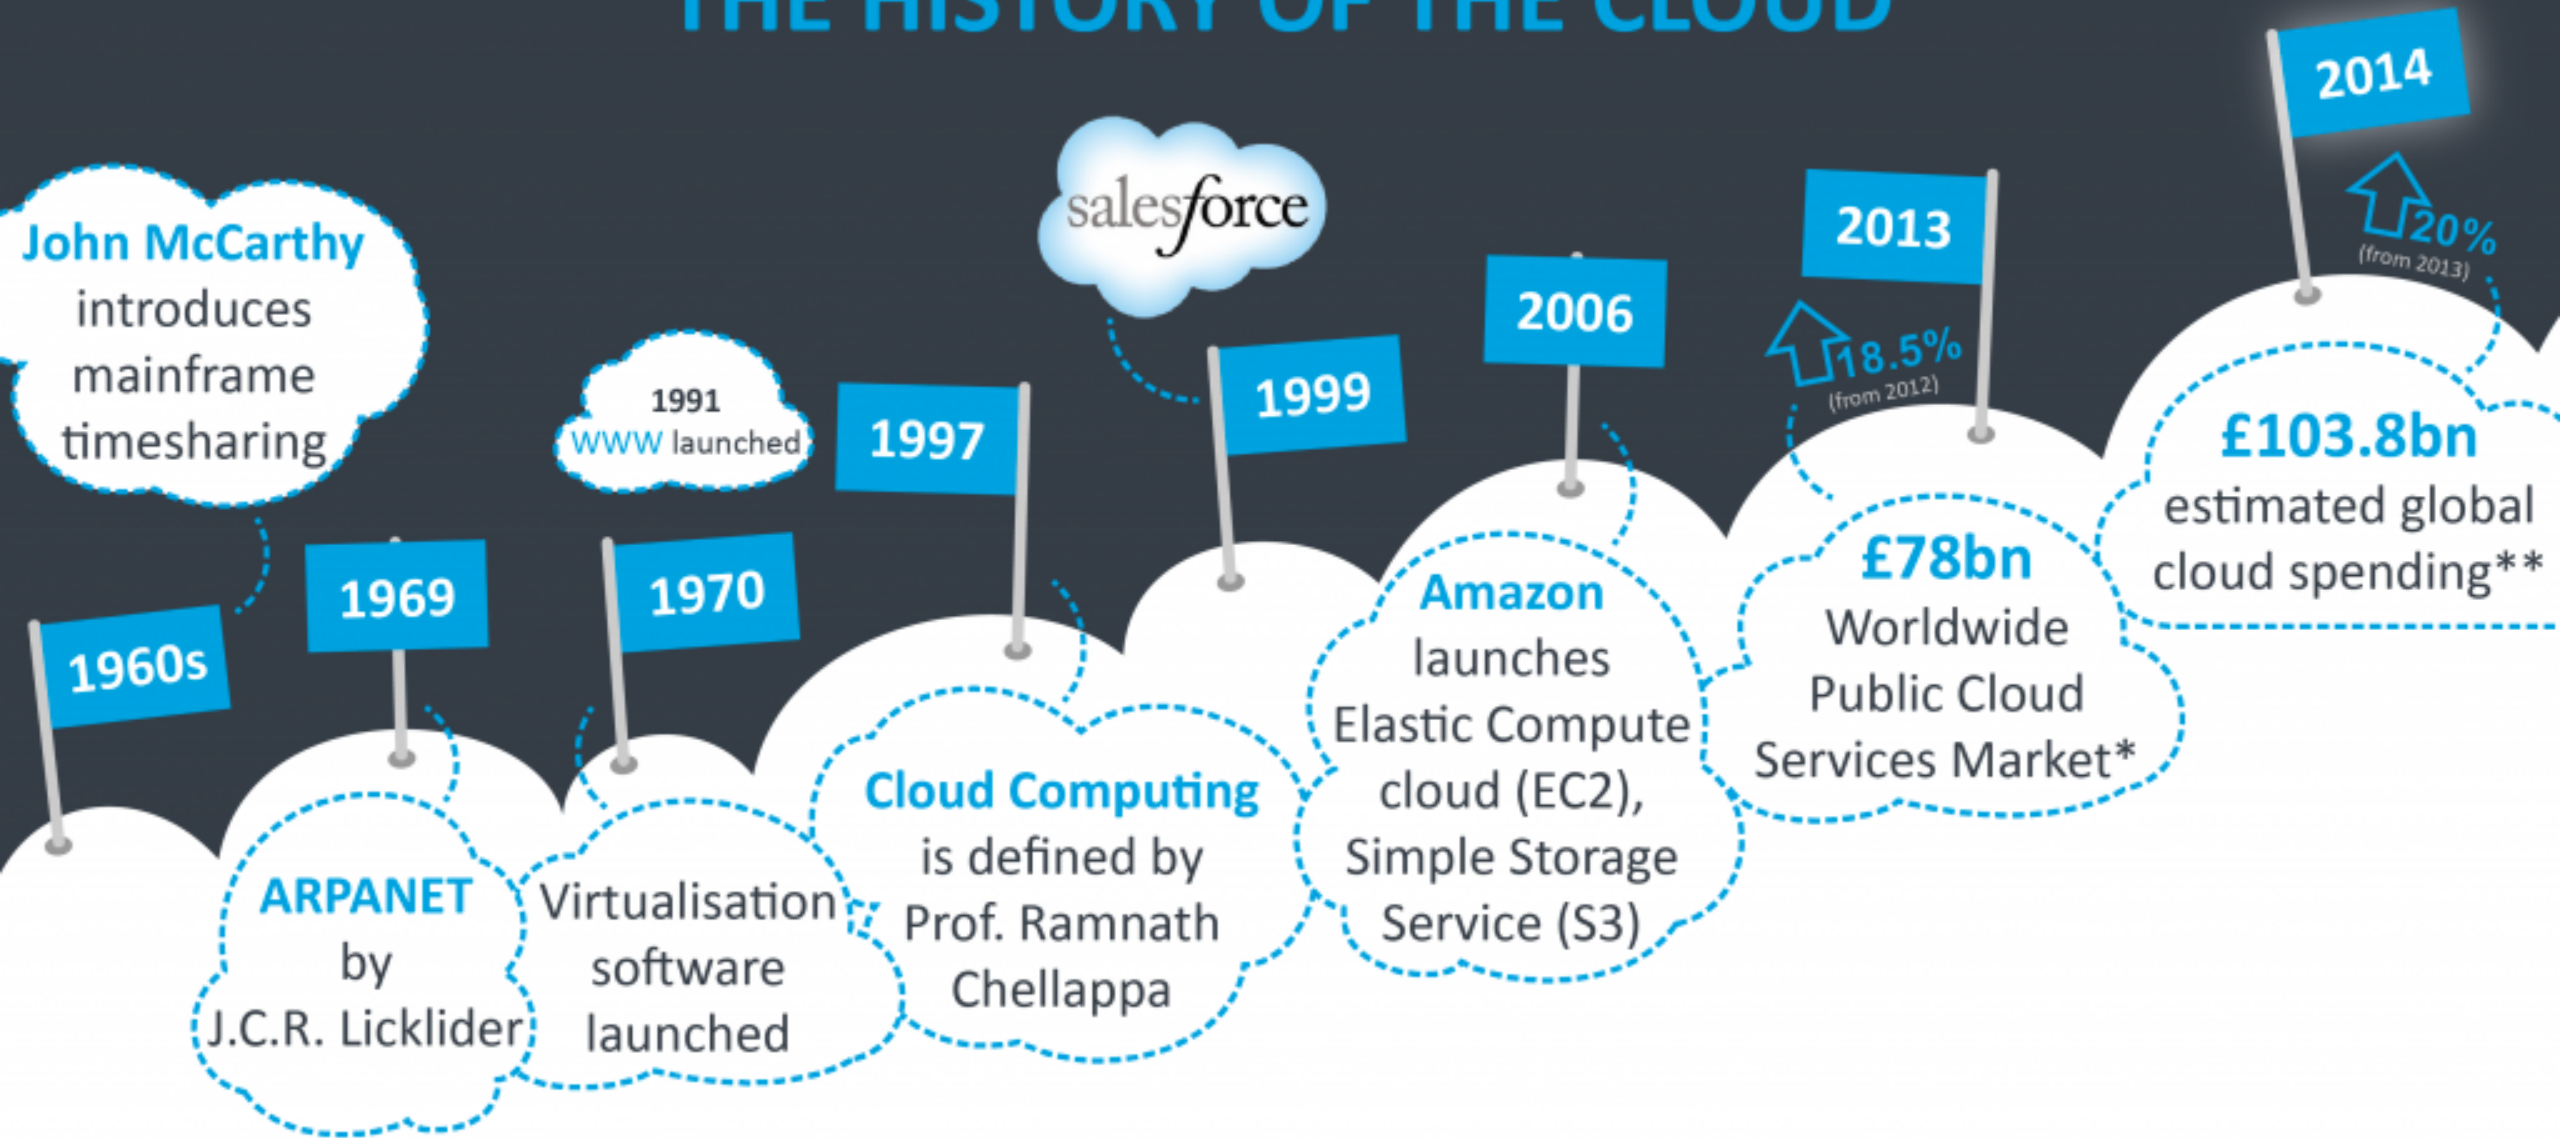 THE HISTORY OF THE CLOUD
1960s
John McCarthy
introduces
mainframe
timesharing
1969
ARPANET
by
J.C.R. Licklider
1970
Virtualisation
software
launched
1991
WWW launched
1997
Cloud Computing
is defined by
Prof. Ramnath
Chellappa
1999
salesforce
2006
Amazon
launches
Elastic Compute
cloud (EC2),
Simple Storage
Service (S3)
2013
18.5%
(from 2012)
£78bn
Worldwide
Public Cloud
Services Market*
2014
20%
(from 2013)
£103.8bn
estimated global
cloud spending**